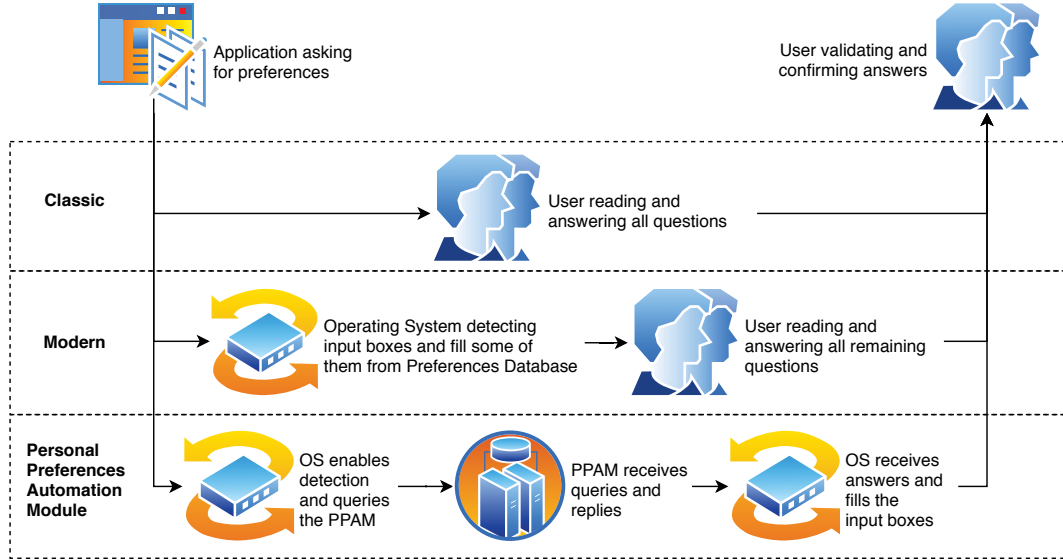 Application asking
for preferences
User validating and
confirming answers
Classic
User reading and
answering all questions
Modern
Operating System detecting
input boxes and fill some of
them from Preferences Database
User reading and
answering all remaining
questions
Personal
Preferences
Automation
Module
OS enables
detection
and queries
the PPAM
PPAM receives
queries and
replies
OS receives
answers and
fills the
input boxes